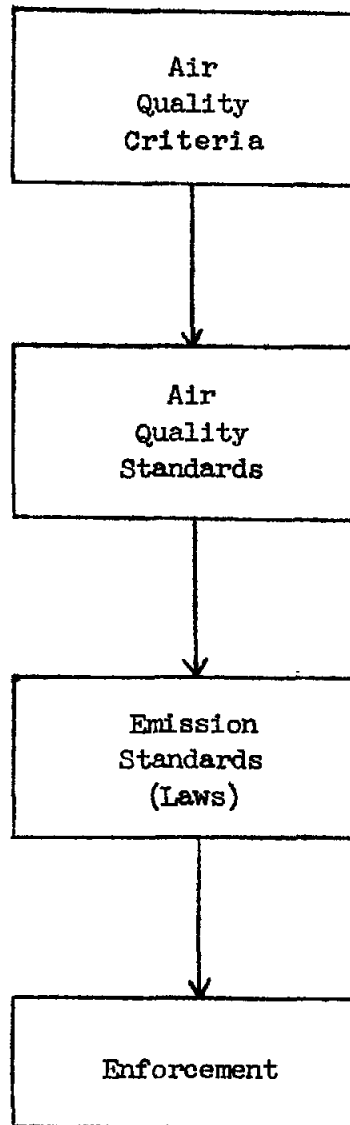 Air
Quality
Criteria
Air
Quality
Standards
Emission
Standards
(Laws)
Enforcement